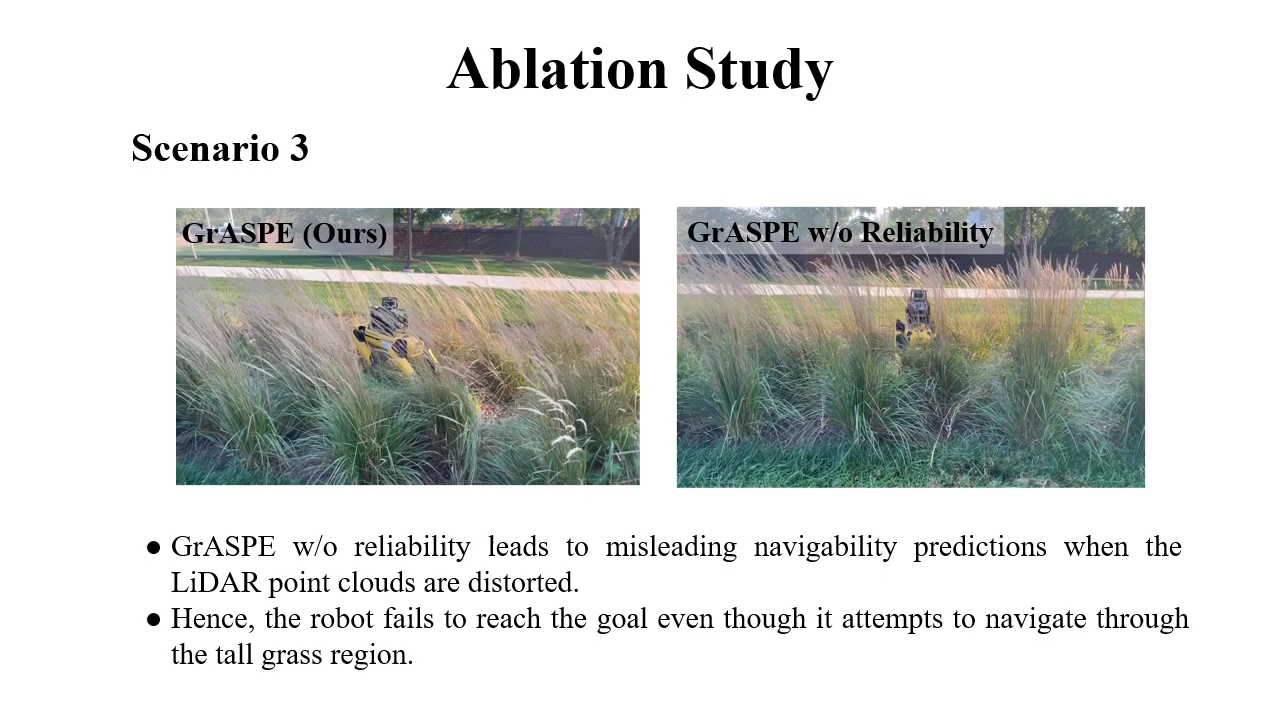 Ablation Study
Scenario 3
GrASPE (Ours)
GrASPE w/o Reliability
● GrASPE w/o reliability leads to misleading navigability predictions when the
LiDAR point clouds are distorted.
● Hence, the robot fails to reach the goal even though it attempts to navigate through
the tall grass region.